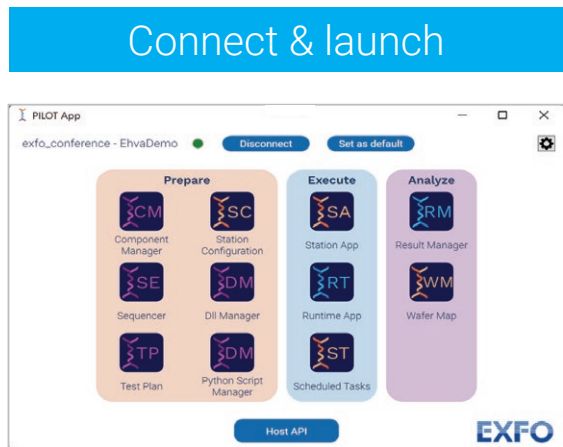 Connect & launch
PILOT App
exfo_conference - EhvaDemo
Disconnect
Set as default
Prepare
Execute
Analyze
CM
SC
SA
RM
Component
Manager
Station
Configuration
Station App
Result Manager
SE
DM
RT
WM
Sequencer
Dll Manager
Runtime App
Wafer Map
TP
DM
ST
Test Plan
Python Script
Manager
Scheduled Tasks
Host API
EXFO